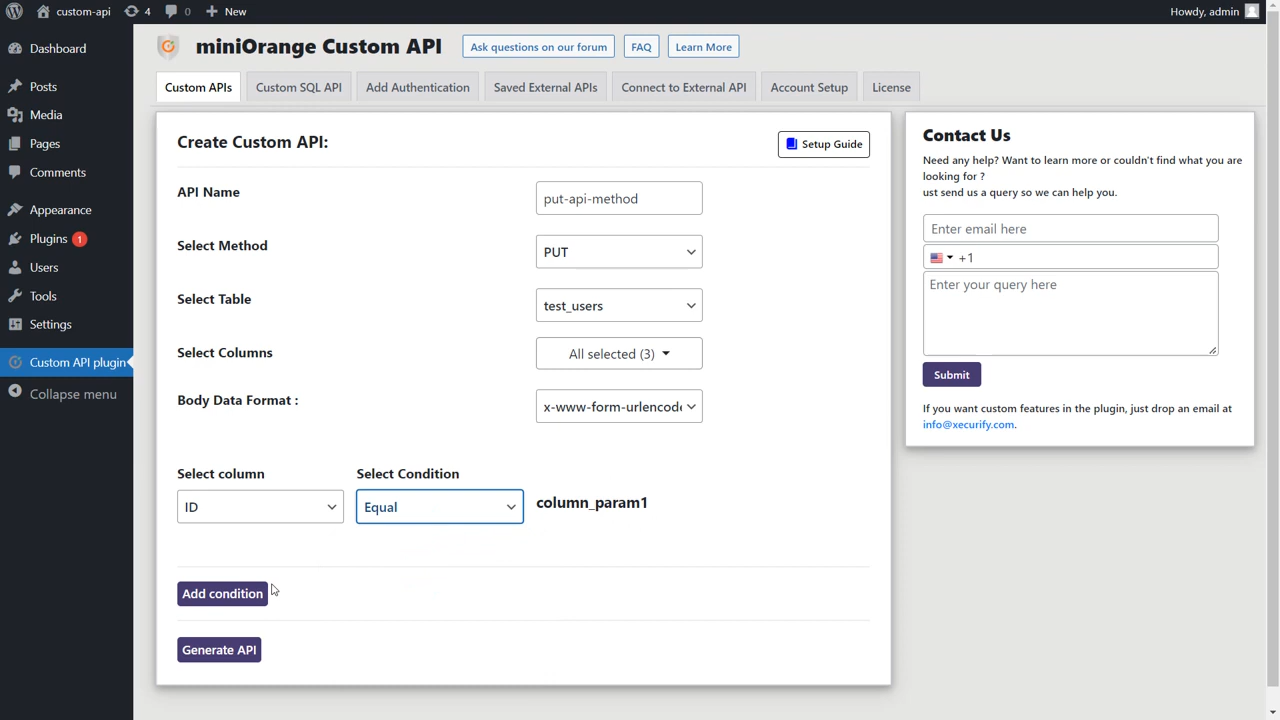 custom-api
4
0
New
Howdy, admin
Dashboard
Posts
Media
Pages
Comments
Appearance
Plugins 1
Users
Tools
Settings
Custom API plugin
Collapse menu
miniOrange Custom API
Ask questions on our forum
FAQ
Learn More
Custom APIs
Custom SQL API
Add Authentication
Saved External APIs
Connect to External API
Account Setup
License
Create Custom API:
Setup Guide
API Name
put-api-method
Select Method
PUT
Select Table
test_users
Select Columns
All selected (3)
Body Data Format :
x-www-form-urlencode
Select column
Select Condition
ID
Equal
column_param1
Add condition
Generate API
Contact Us
Need any help? Want to learn more or couldn't find what you are
looking for ?
ust send us a query so we can help you.
Enter email here
+1
Enter your query here
Submit
If you want custom features in the plugin, just drop an email at
info@xecurify.com.